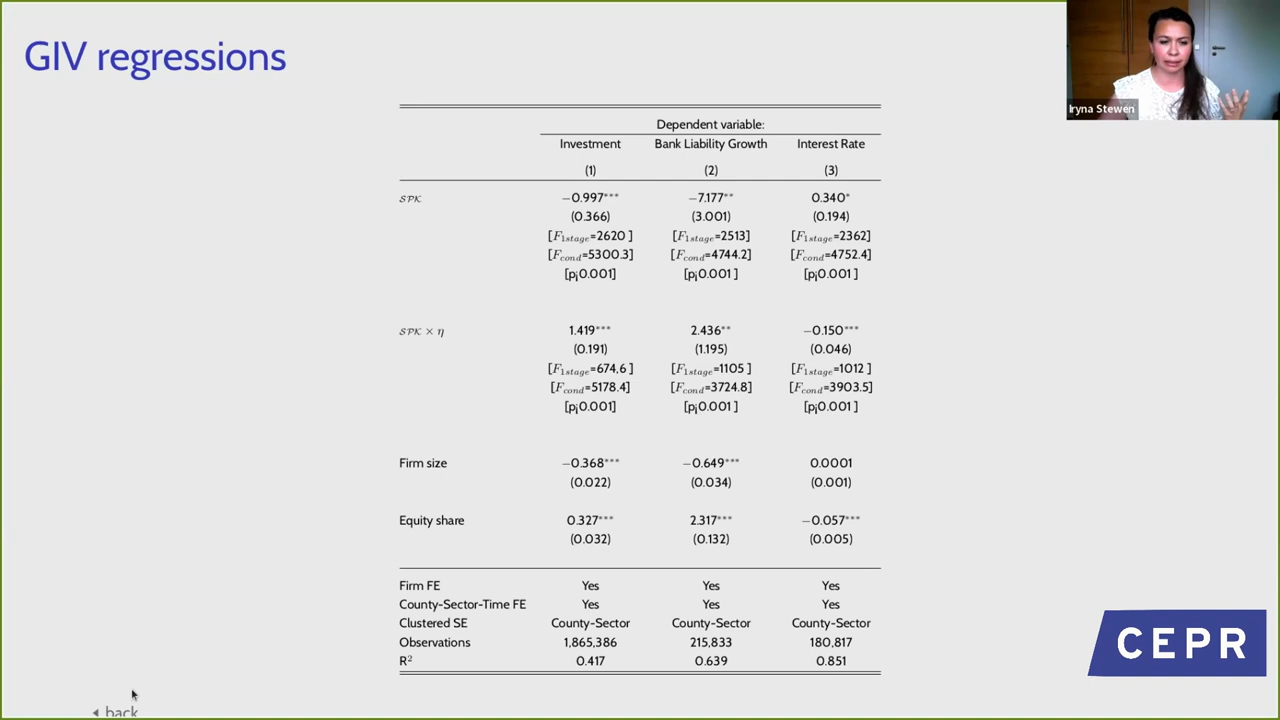 GIV regressions
Iryna Stewen
Dependent variable:
Investment Bank Liability Growth Interest Rate
(1) (2) (3)
SPK −0.997*** −7.177** 0.340*
(0.366) (3.001) (0.194)
[F1stage=2620 ] [F1stage=2513] [F1stage=2362]
[Fcond=5300.3] [Fcond=4744.2] [Fcond=4752.4]
[p¡0.001] [p¡0.001 ] [p¡0.001 ]
SPK × η 1.419*** 2.436** −0.150***
(0.191) (1.195) (0.046)
[F1stage=674,6 ] [F1stage=1105 ] [F1stage=1012 ]
[Fcond=5178.4] [Fcond=3724.8] [Fcond=3903.5]
[p¡0.001] [p¡0.001 ] [p¡0.001 ]
Firm size −0.368*** −0.649*** 0.0001
(0.022) (0.034) (0.001)
Equity share 0.327*** 2.317*** −0.057***
(0.032) (0.132) (0.005)
Firm FE Yes Yes Yes
County-Sector-Time FE Yes Yes Yes
Clustered SE County-Sector County-Sector County-Sector
Observations 1,865,386 215,833 180,817
R² 0.417 0.639 0.851
CEPR
back